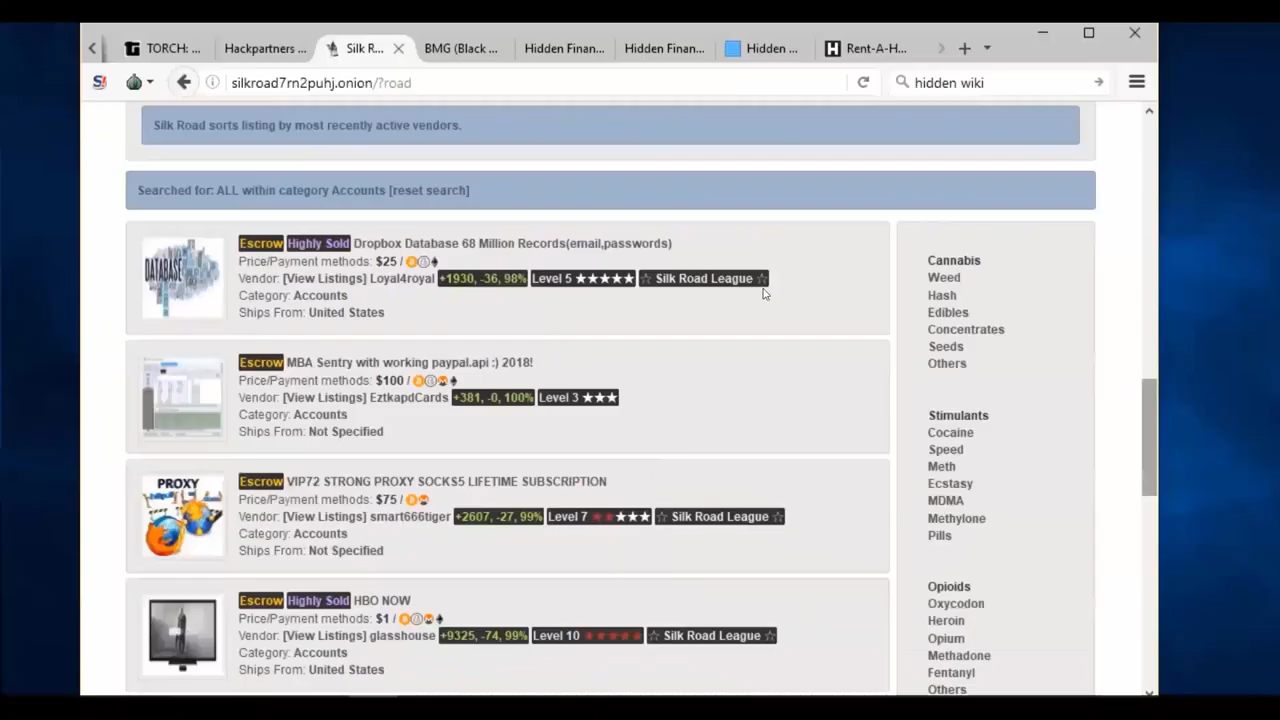 TORCH: ...
Hackpartners ...
Silk R...
BMG (Black ...
Hidden Finan...
Hidden Finan...
Hidden ...
H
Rent-A-H...
silkroad7rn2puhj.onion/?road
hidden wiki
Silk Road sorts listing by most recently active vendors.
Searched for: ALL within category Accounts [reset search]
DATABASE
Escrow Highly Sold Dropbox Database 68 Million Records(email,passwords)
Price/Payment methods: $25 /
Vendor: [View Listings] Loyal4royal +1930, -36, 98% Level 5 ★★★★★ ☆ Silk Road League ☆
Category: Accounts
Ships From: United States
Escrow MBA Sentry with working paypal.api :) 2018!
Price/Payment methods: $100 /
Vendor: [View Listings] EztkapdCards +381, -0, 100% Level 3 ★★★
Category: Accounts
Ships From: Not Specified
PROXY
Escrow VIP72 STRONG PROXY SOCKS5 LIFETIME SUBSCRIPTION
Price/Payment methods: $75 /
Vendor: [View Listings] smart666tiger +2607, -27, 99% Level 7 ★★★★★ ☆ Silk Road League ☆
Category: Accounts
Ships From: Not Specified
Escrow Highly Sold HBO NOW
Price/Payment methods: $1 /
Vendor: [View Listings] glasshouse +9325, -74, 99% Level 10 ★★★★★ ☆ Silk Road League ☆
Category: Accounts
Ships From: United States
Cannabis
Weed
Hash
Edibles
Concentrates
Seeds
Others
Stimulants
Cocaine
Speed
Meth
Ecstasy
MDMA
Methylone
Pills
Opioids
Oxycodon
Heroin
Opium
Methadone
Fentanyl
Others